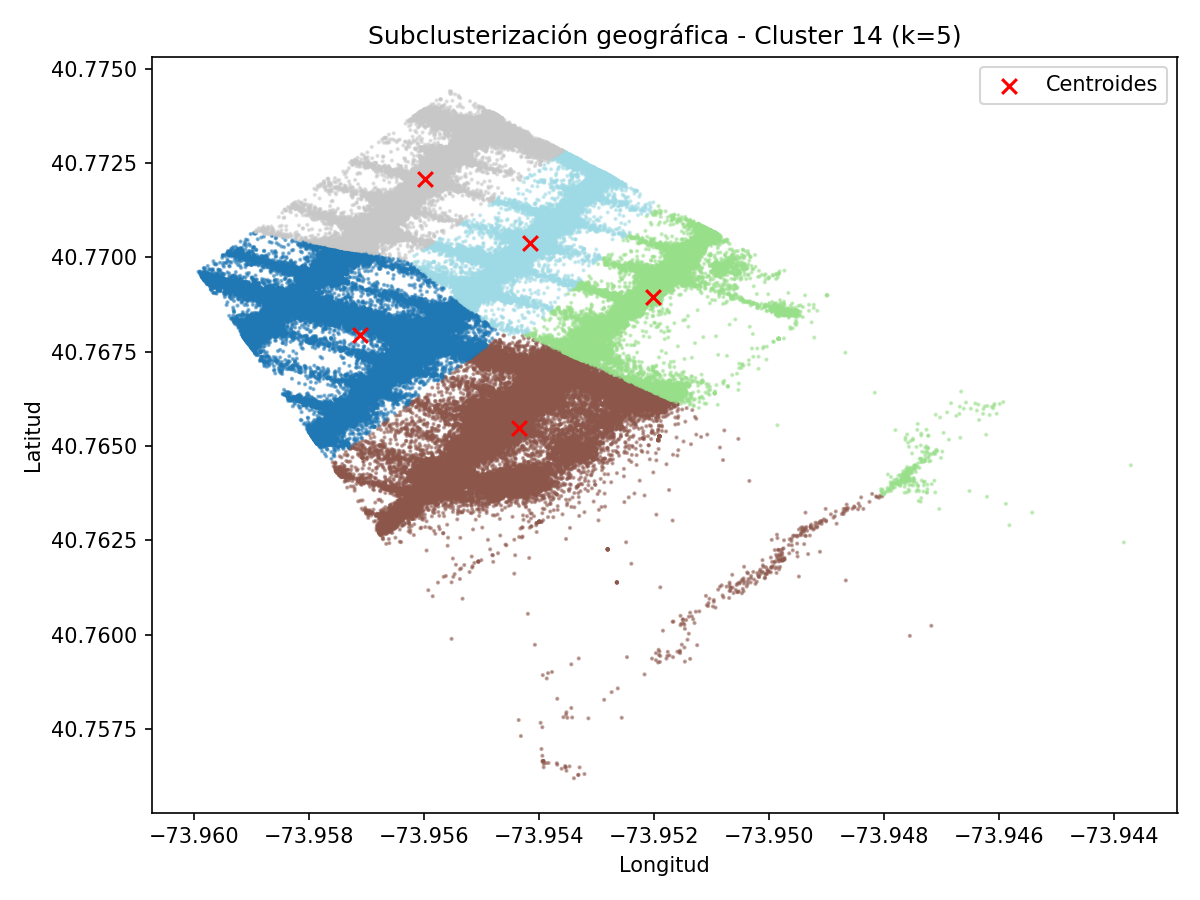 Subclusterización geográfica - Cluster 14 (k=5)
Centroides
40.7750
40.7725
40.7700
40.7675
40.7650
40.7625
40.7600
40.7575
Latitud
−73.960 −73.958 −73.956 −73.954 −73.952 −73.950 −73.948 −73.946 −73.944
Longitud